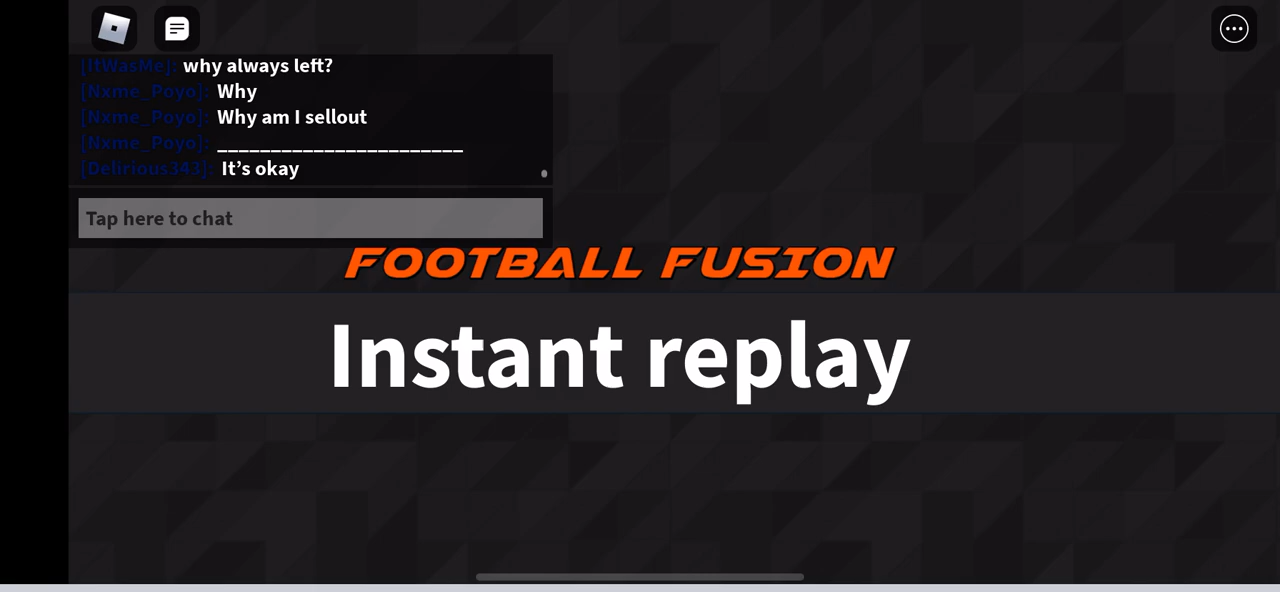 [ItWasMe]: why always left?
[Nxme_Poyo]: Why
[Nxme_Poyo]: Why am I sellout
[Nxme_Poyo]: _______________________
[Delirious343]: It's okay
Tap here to chat
FOOTBALL FUSION
Instant replay